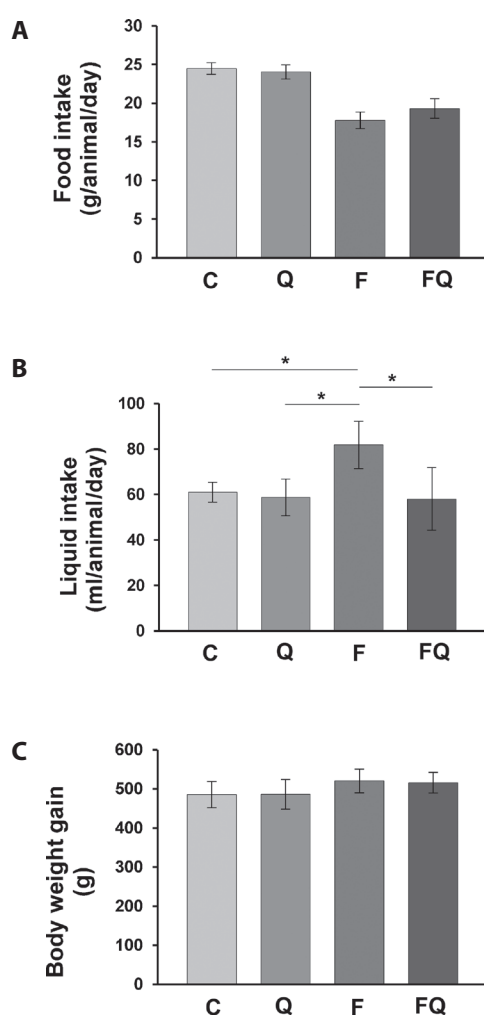 A
Food intake
(g/animal/day)
30
25
20
15
10
5
0
C Q F FQ
B
Liquid intake
(ml/animal/day)
100
80
60
40
20
0
*
*
*
C Q F FQ
C
Body weight gain
(g)
600
500
400
300
200
100
0
C Q F FQ